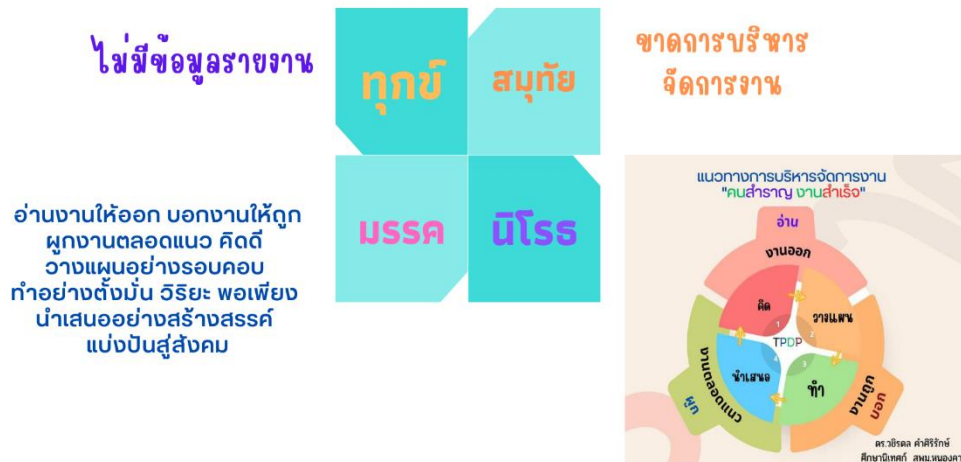 ไม่มีข้อมูลรายงาน
ทุกข์
สมุทัย
ขาดการบริหาร
จัดการงาน
อ่านงานให้ออก บอกงานให้ถูก
ผูกงานตลอดแนว คิดดี
วางแผนอย่างรอบคอบ
ทำอย่างตั้งมั่น วิริยะ พอเพียง
นำเสนออย่างสร้างสรรค์
แบ่งปันสู่สังคม
มรรค
นิโรธ
แนวทางการบริหารจัดการงาน
"คนสำราญ งานสำเร็จ"
อ่าน
งานออก
คิด
1
วางแผน
2
TPDP
นำเสนอ
4
ทำ
3
งานตลอดแนว
ผูก
งานถูก
บอก
ดร.วชิรดล คำศิริรักษ์
ศึกษานิเทศก์ สพม.หนองคาย